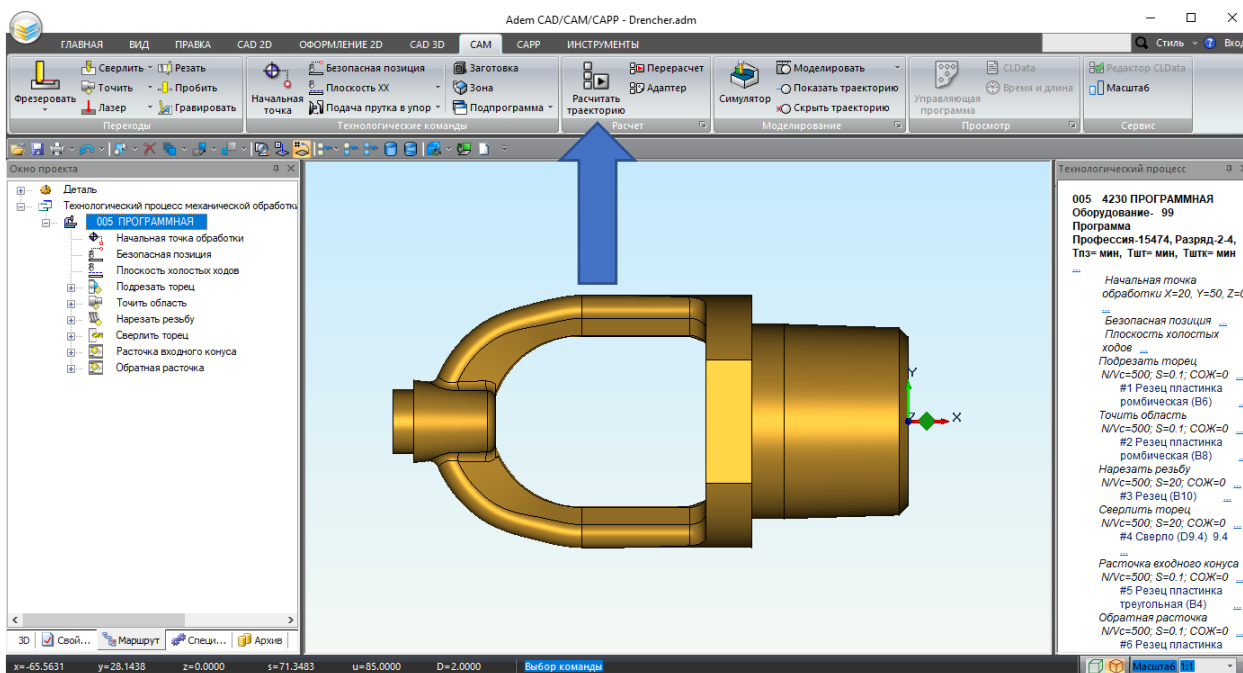 Adem CAD/CAM/CAPP - Drencher.adm
ГЛАВНАЯ ВИД ПРАВКА CAD 2D ОФОРМЛЕНИЕ 2D CAD 3D CAM CAPP ИНСТРУМЕНТЫ Стиль Вход
Фрезеровать
Сверлить Резать
Точить Пробить
Лазер Гравировать
Переходы
Начальная
точка
Безопасная позиция Заготовка
Плоскость ХХ Зона
Подача прутка в упор Подпрограмма
Технологические команды
Расчитать
траекторию
Перерасчет
Адаптер
Расчет
Симулятор
Моделировать
Показать траекторию
Скрыть траекторию
Моделирование
Управляющая
программа
CLData
Время и длина
Просмотр
Редактор CLData
Масштаб
Сервис
Окно проекта
Деталь
Технологический процесс механической обработки
005 ПРОГРАММНАЯ
Начальная точка обработки
Безопасная позиция
Плоскость холостых ходов
Подрезать торец
Точить область
Нарезать резьбу
Сверлить торец
Расточка входного конуса
Обратная расточка
3D Свой... Маршрут Специ... Архив
Y
Z X
Технологический процесс
005 4230 ПРОГРАММНАЯ
Оборудование- 99
Программа
Профессия-15474, Разряд-2-4,
Тпз= мин, Тшт= мин, Тштк= мин
...
Начальная точка
обработки X=20, Y=50, Z=0
...
Безопасная позиция ...
Плоскость холостых
ходов ...
Подрезать торец
N/Vc=500; S=0.1; СОЖ=0 ...
#1 Резец пластинка
ромбическая (B6) ...
Точить область
N/Vc=500; S=0.1; СОЖ=0 ...
#2 Резец пластинка
ромбическая (B8) ...
Нарезать резьбу
N/Vc=500; S=20; СОЖ=0 ...
#3 Резец (B10) ...
Сверлить торец
N/Vc=500; S=20; СОЖ=0 ...
#4 Сверло (D9.4) 9.4
...
Расточка входного конуса
N/Vc=500; S=0.1; СОЖ=0 ...
#5 Резец пластинка
треугольная (B4) ...
Обратная расточка
N/Vc=500; S=0.1; СОЖ=0 ...
#6 Резец пластинка
x=-65.5631 y=28.1438 z=0.0000 s=71.3483 u=85.0000 D=2.0000 Выбор команды Масштаб 1:1